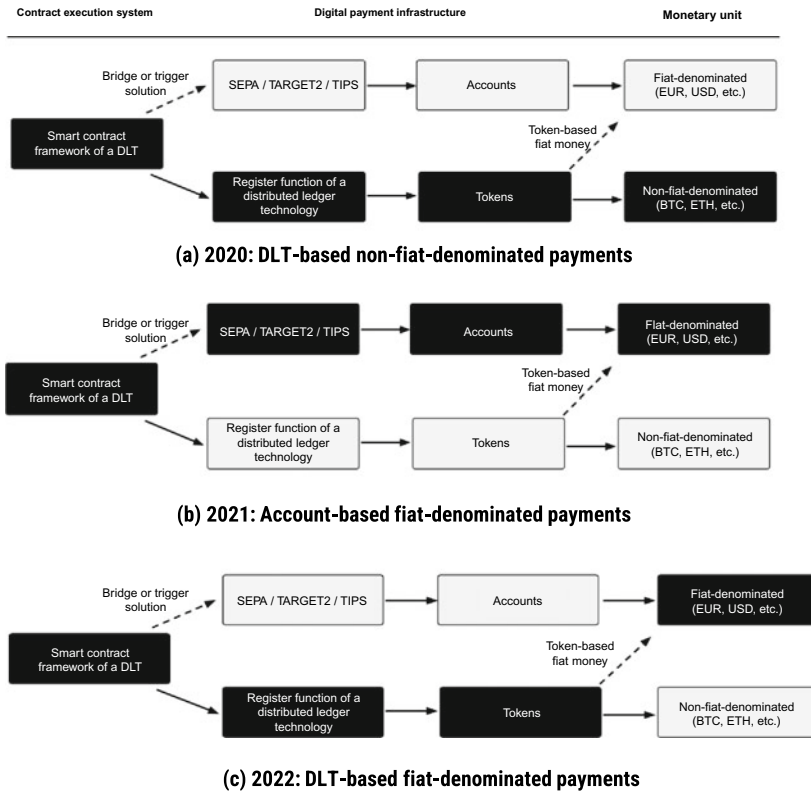 Contract execution system
Digital payment infrastructure
Monetary unit
Bridge or trigger
solution
SEPA / TARGET2 / TIPS
Accounts
Fiat-denominated
(EUR, USD, etc.)
Smart contract
framework of a DLT
Token-based
fiat money
Register function of a
distributed ledger
technology
Tokens
Non-fiat-denominated
(BTC, ETH, etc.)
(a) 2020: DLT-based non-fiat-denominated payments
Bridge or trigger
solution
SEPA / TARGET2 / TIPS
Accounts
Flat-denominated
(EUR, USD, etc.)
Smart contract
framework of a DLT
Token-based
fiat money
Register function of a
distributed ledger
technology
Tokens
Non-fiat-denominated
(BTC, ETH, etc.)
(b) 2021: Account-based fiat-denominated payments
Bridge or trigger
solution
SEPA / TARGET2 / TIPS
Accounts
Fiat-denominated
(EUR, USD, etc.)
Smart contract
framework of a DLT
Token-based
fiat money
Register function of a
distributed ledger
technology
Tokens
Non-fiat-denominated
(BTC, ETH, etc.)
(c) 2022: DLT-based fiat-denominated payments